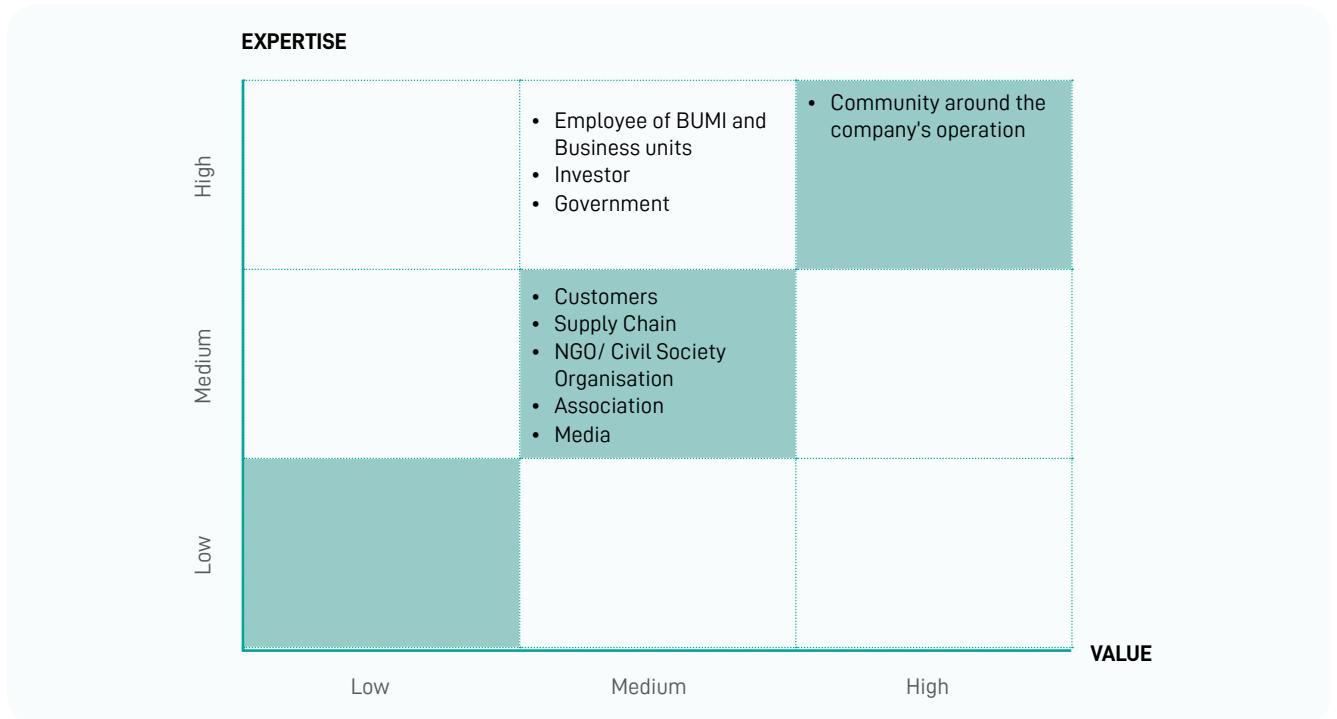 EXPERTISE
High
• Employee of BUMI and
Business units
• Investor
• Government
• Community around the
company's operation
Medium
• Customers
• Supply Chain
• NGO/ Civil Society
Organisation
• Association
• Media
Low
VALUE
Low
Medium
High